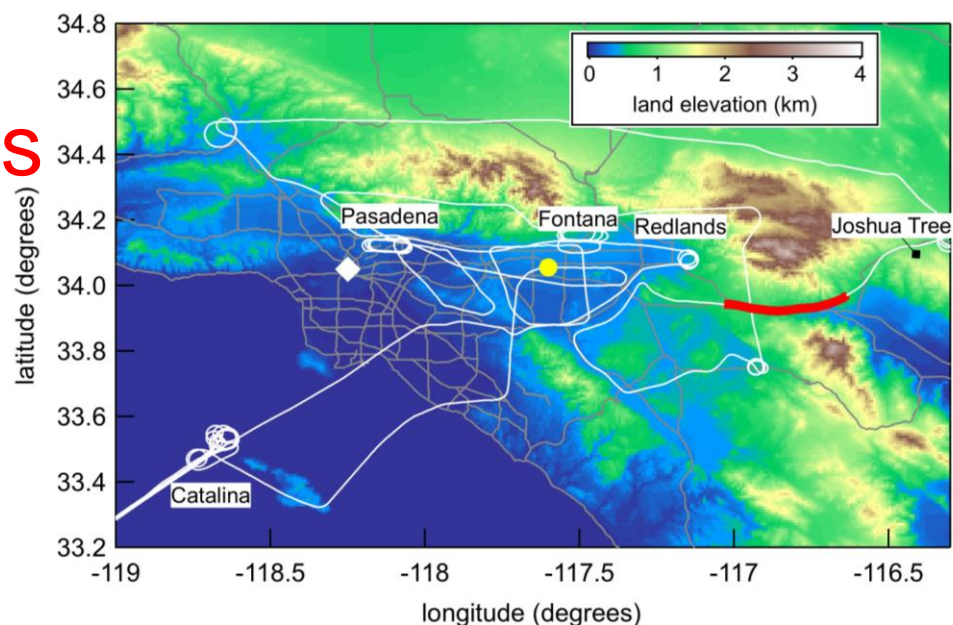 34.8
34.6
34.4
34.2
34.0
33.8
33.6
33.4
33.2
S
latitude (degrees)
0 1 2 3 4
land elevation (km)
Pasadena
Fontana
Redlands
Joshua Tree
Catalina
-119 -118.5 -118 -117.5 -117 -116.5
longitude (degrees)